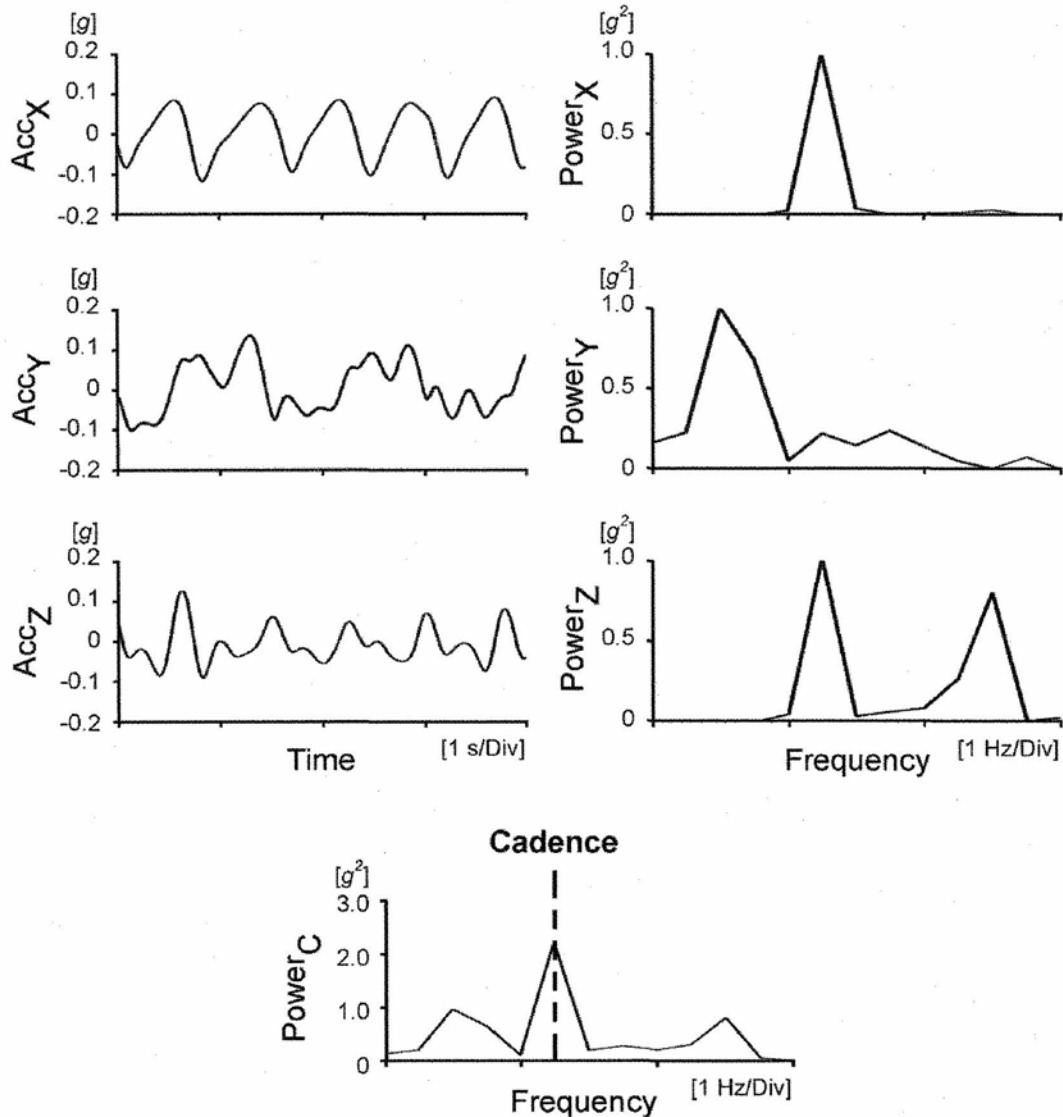 [g]
0.2
0.1
0
-0.1
-0.2
AccX
[g²]
1.0
0.5
0
PowerX
[g]
0.2
0.1
0
-0.1
-0.2
AccY
[g²]
1.0
0.5
0
PowerY
[g]
0.2
0.1
0
-0.1
-0.2
AccZ
Time [1 s/Div]
[g²]
1.0
0.5
0
PowerZ
Frequency [1 Hz/Div]
Cadence
[g²]
3.0
2.0
1.0
0
PowerC
Frequency [1 Hz/Div]